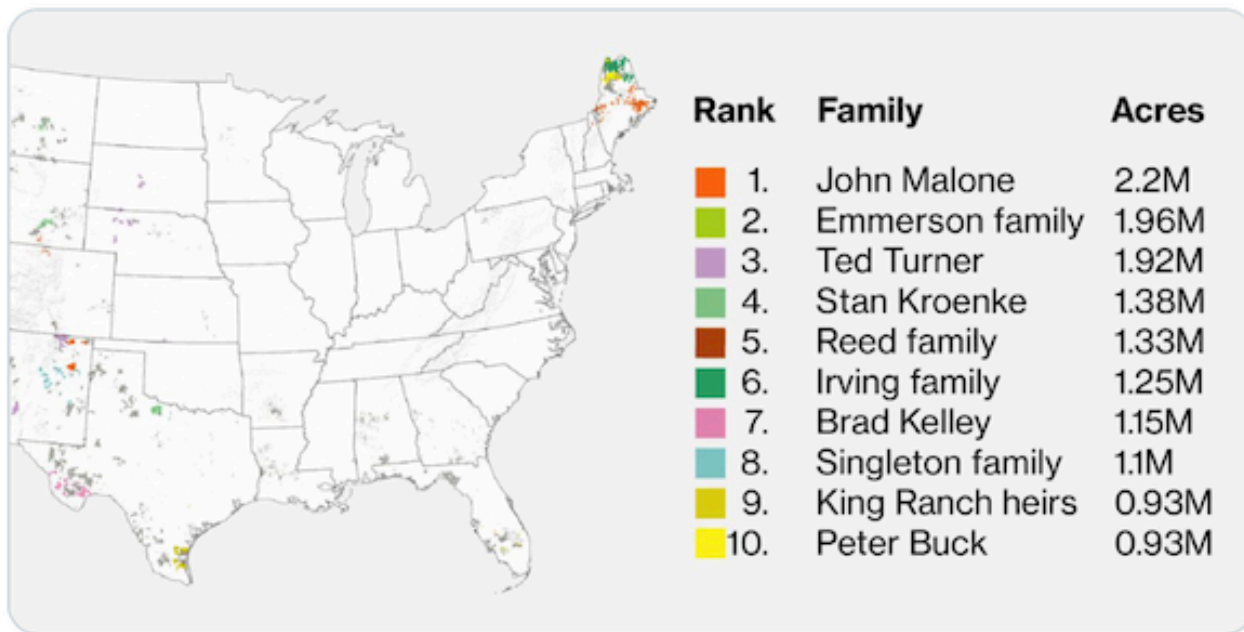 Rank Family Acres
1. John Malone 2.2M
2. Emmerson family 1.96M
3. Ted Turner 1.92M
4. Stan Kroenke 1.38M
5. Reed family 1.33M
6. Irving family 1.25M
7. Brad Kelley 1.15M
8. Singleton family 1.1M
9. King Ranch heirs 0.93M
10. Peter Buck 0.93M